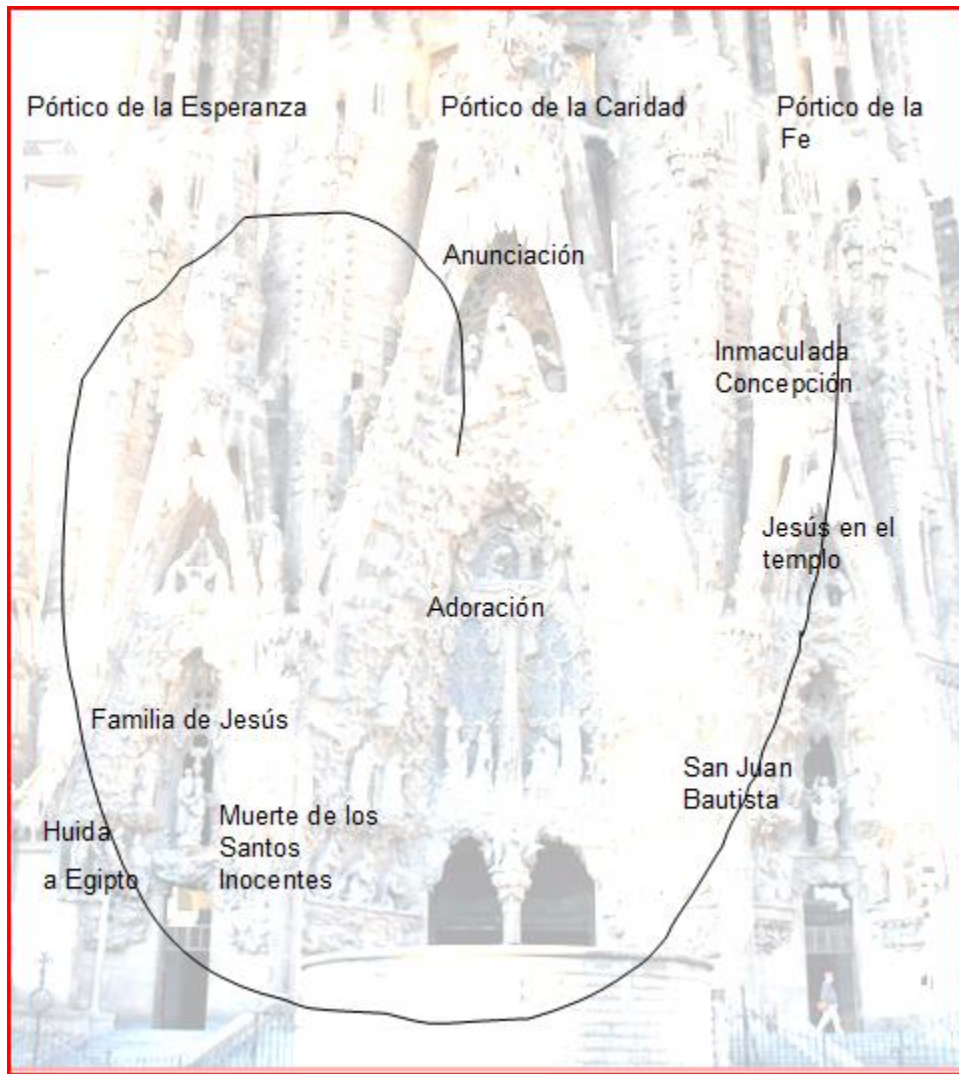 Pórtico de la Esperanza
Pórtico de la Caridad
Pórtico de la
Fe
Anunciación
Inmaculada
Concepción
Jesús en el
templo
Adoración
Familia de Jesús
San Juan
Bautista
Huida
a Egipto
Muerte de los
Santos
Inocentes